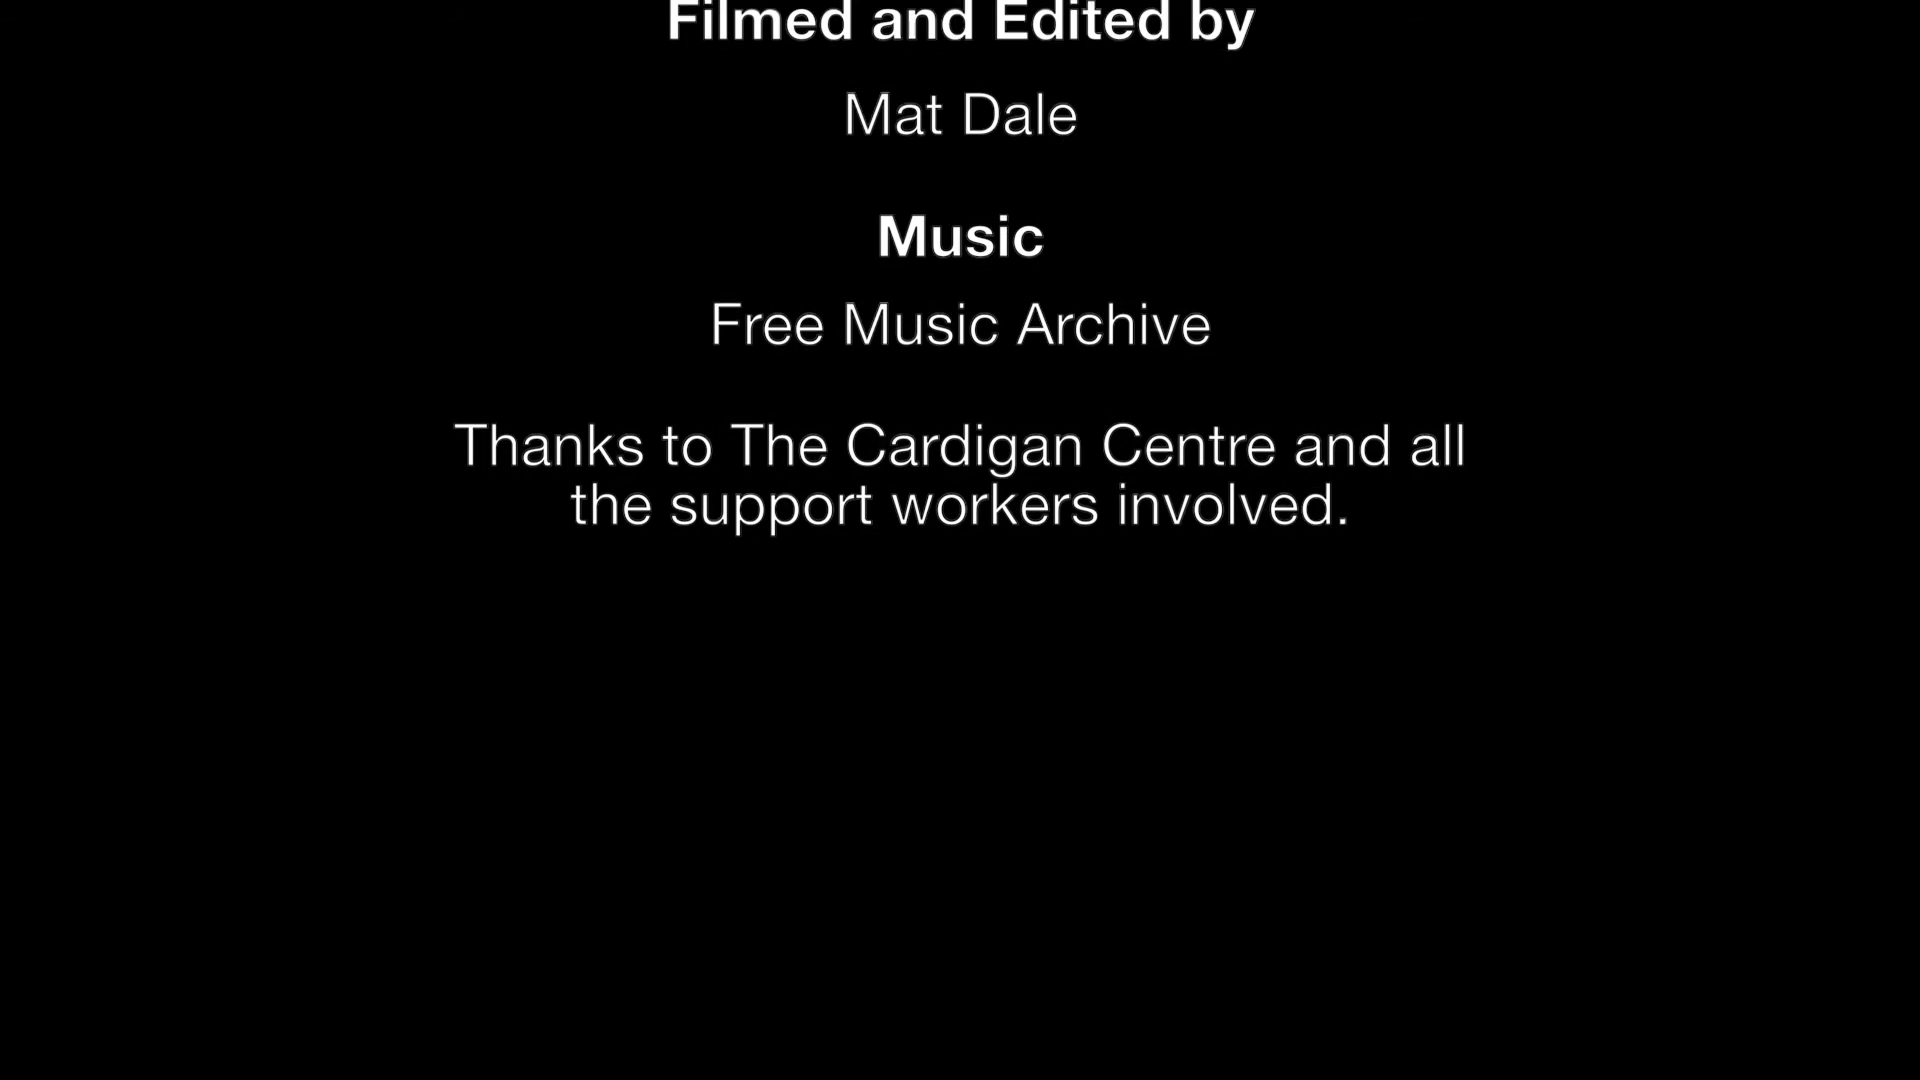 Filmed and Edited by
Mat Dale
Music
Free Music Archive
Thanks to The Cardigan Centre and all
the support workers involved.